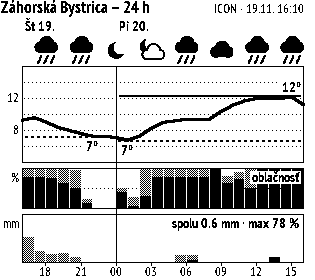 Záhorská Bystrica – 24 h
ICON · 19.11. 16:10
Št 19.
Pi 20.
12
8
7°
7°
12°
%
oblačnosť
mm
spolu 0.6 mm · max 78 %
18 21 00 03 06 09 12 15